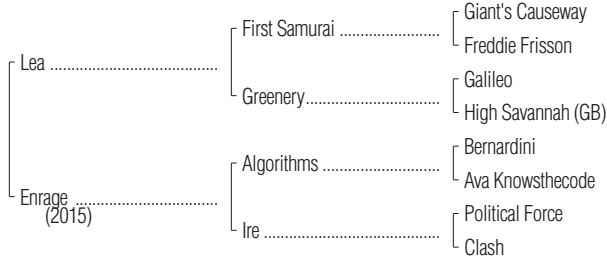 Giant's Causeway
First Samurai ........................
Freddie Frisson
Lea ........................................
Galileo
Greenery................................
High Savannah (GB)
Bernardini
Algorithms ............................
Ava Knowsthecode
Enrage ..................................
(2015)
Political Force
Ire ..........................................
Clash